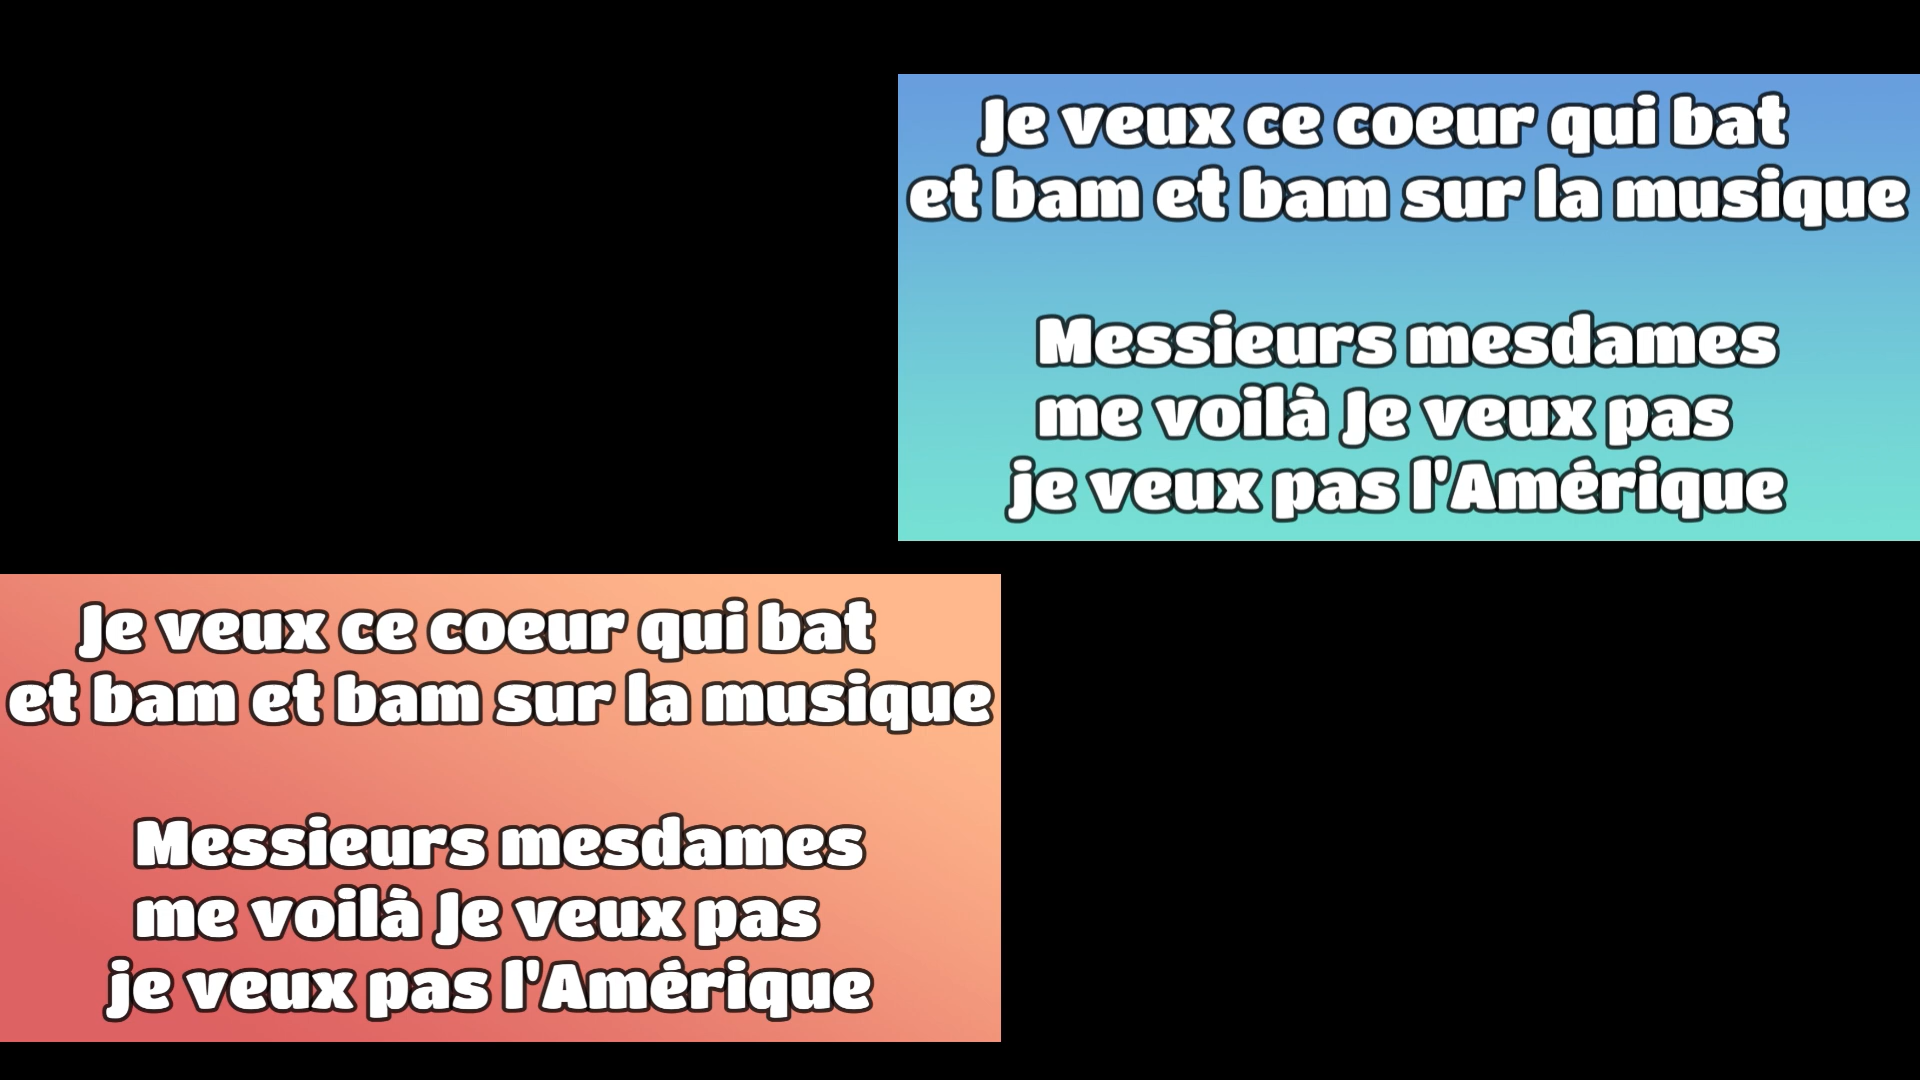 Je veux ce coeur qui bat
et bam et bam sur la musique
Messieurs mesdames
me voilà Je veux pas
je veux pas l'Amérique
Je veux ce coeur qui bat
et bam et bam sur la musique
Messieurs mesdames
me voilà Je veux pas
je veux pas l'Amérique